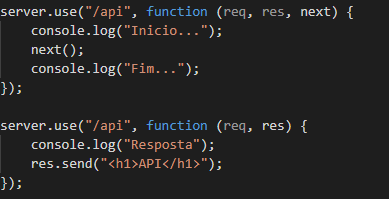 server.use("/api", function (req, res, next) {
    console.log("Inicio...");
    next();
    console.log("Fim...");
});

server.use("/api", function (req, res) {
    console.log("Resposta");
    res.send("<h1>API</h1>");
});